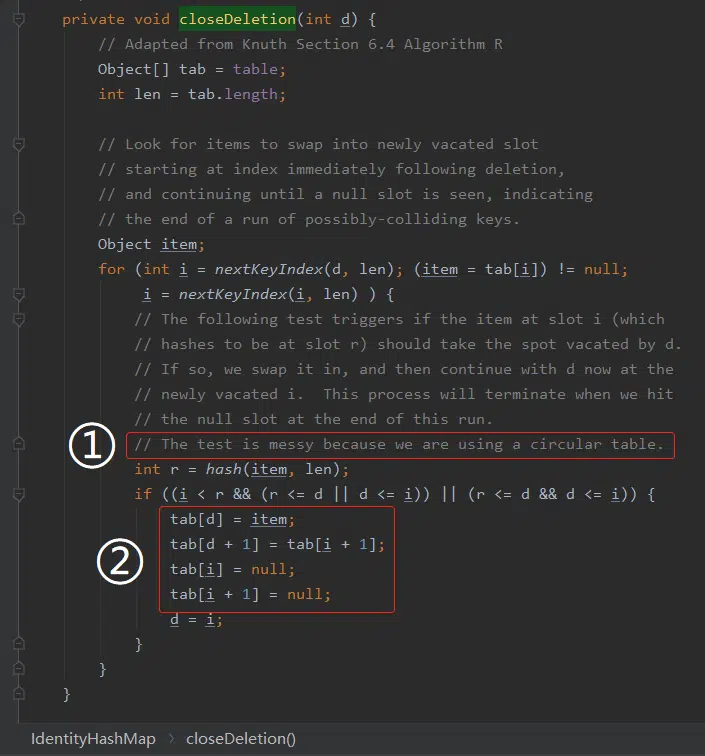 private void closeDeletion(int d) {
// Adapted from Knuth Section 6.4 Algorithm R
Object[] tab = table;
int len = tab.length;
// Look for items to swap into newly vacated slot
// starting at index immediately following deletion,
// and continuing until a null slot is seen, indicating
// the end of a run of possibly-colliding keys.
Object item;
for (int i = nextKeyIndex(d, len); (item = tab[i]) != null;
i = nextKeyIndex(i, len) ) {
// The following test triggers if the item at slot i (which
// hashes to be at slot r) should take the spot vacated by d.
// If so, we swap it in, and then continue with d now at the
// newly vacated i.  This process will terminate when we hit
// the null slot at the end of this run.
① // The test is messy because we are using a circular table.
int r = hash(item, len);
if ((i < r && (r <= d || d <= i)) || (r <= d && d <= i)) {
tab[d] = item;
tab[d + 1] = tab[i + 1];
② tab[i] = null;
tab[i + 1] = null;
d = i;
}
}
}
IdentityHashMap > closeDeletion()